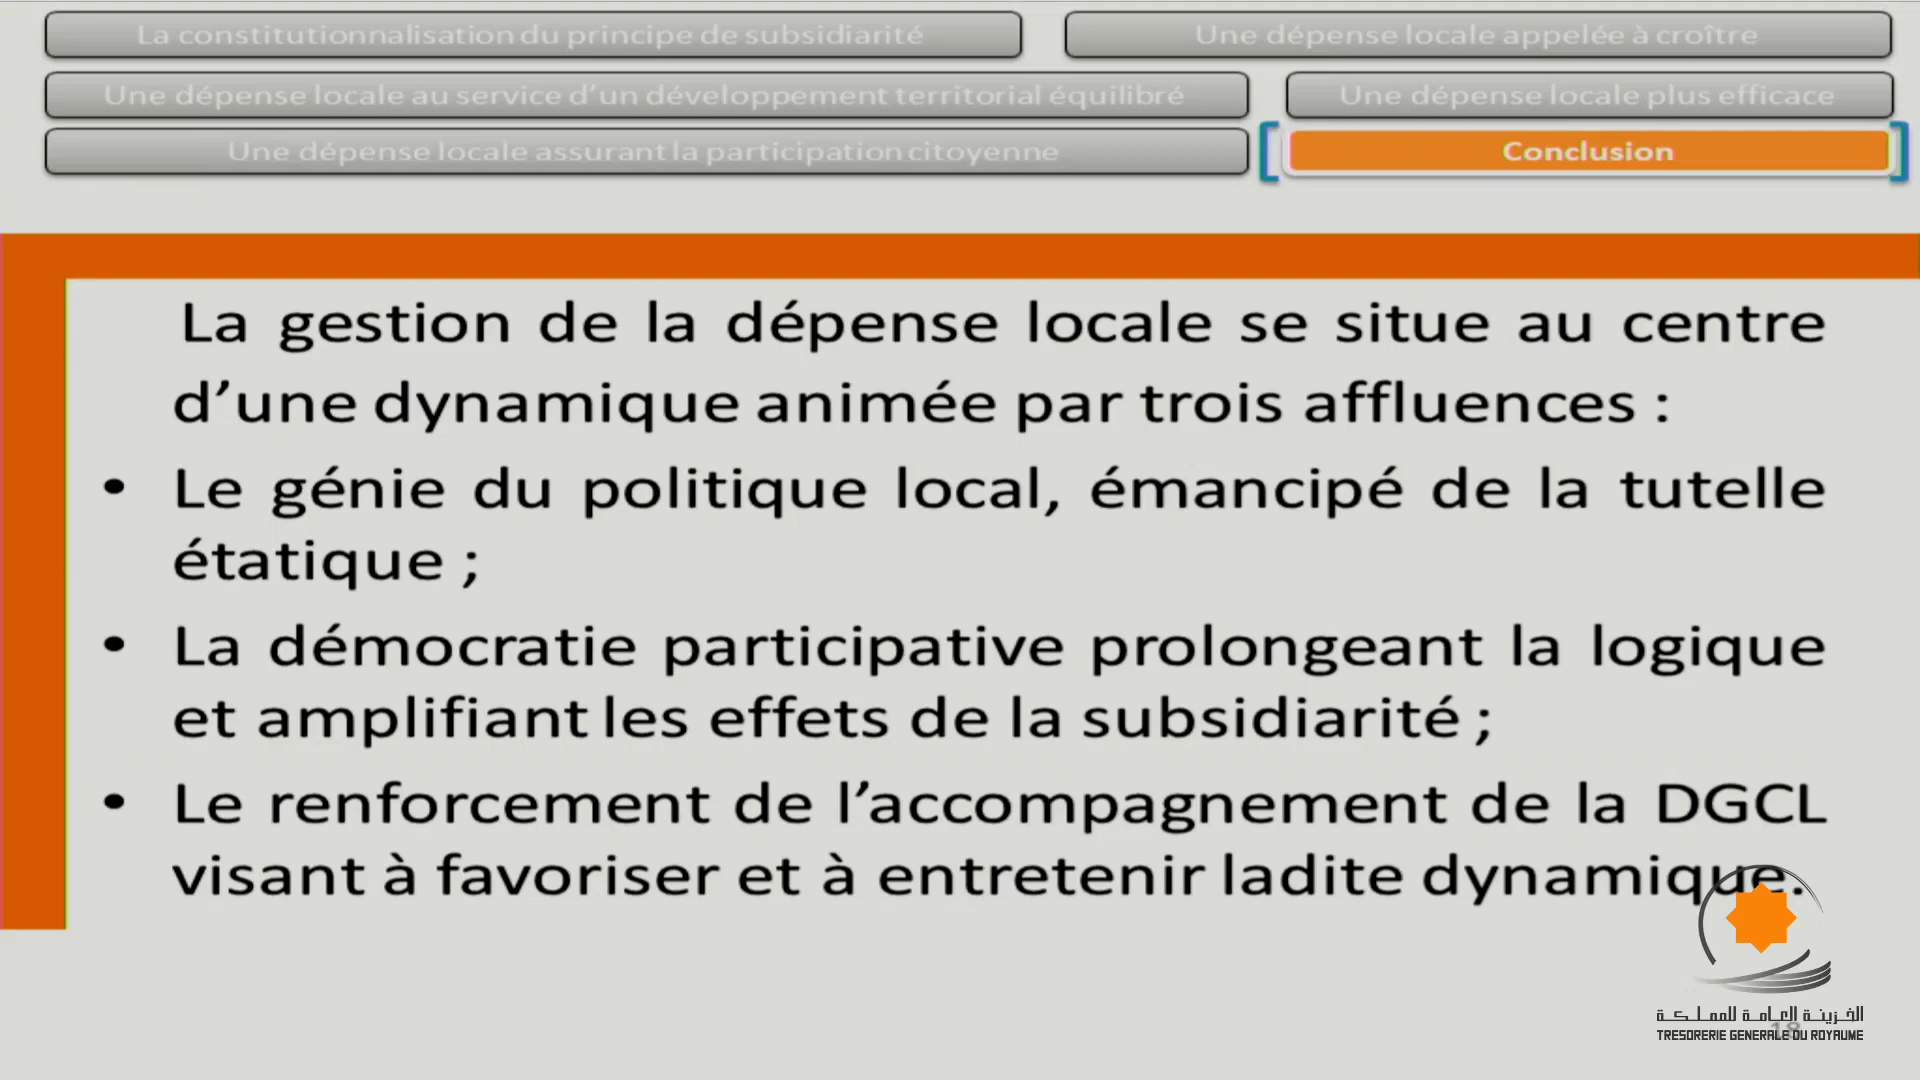 La constitutionnalisation du principe de subsidiarité
Une dépense locale appelée à croître
Une dépense locale au service d’un développement territorial équilibré
Une dépense locale plus efficace
Une dépense locale assurant la participation citoyenne
Conclusion
La gestion de la dépense locale se situe au centre
d’une dynamique animée par trois affluences :
• Le génie du politique local, émancipé de la tutelle
étatique ;
• La démocratie participative prolongeant la logique
et amplifiant les effets de la subsidiarité ;
• Le renforcement de l’accompagnement de la DGCL
visant à favoriser et à entretenir ladite dynamique.
الخزينة العامة للمملكة
18
TRESORERIE GENERALE DU ROYAUME